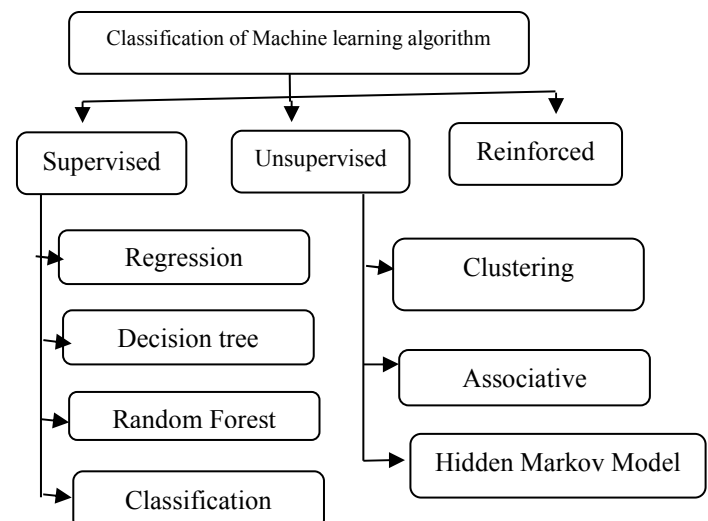 Classification of Machine learning algorithm
Supervised
Unsupervised
Reinforced
Regression
Decision tree
Random Forest
Classification
Clustering
Associative
Hidden Markov Model